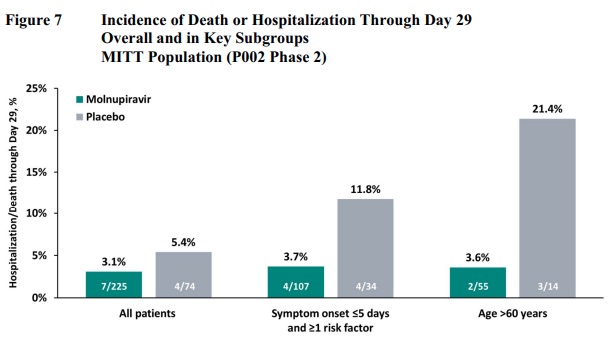 Figure 7 Incidence of Death or Hospitalization Through Day 29
Overall and in Key Subgroups
MITT Population (P002 Phase 2)
Hospitalization/Death through Day 29, %
25%
20%
15%
10%
5%
0%
Molnupiravir
Placebo
3.1%
7/225
5.4%
4/74
3.7%
4/107
11.8%
4/34
3.6%
2/55
21.4%
3/14
All patients
Symptom onset ≤5 days
and ≥1 risk factor
Age >60 years